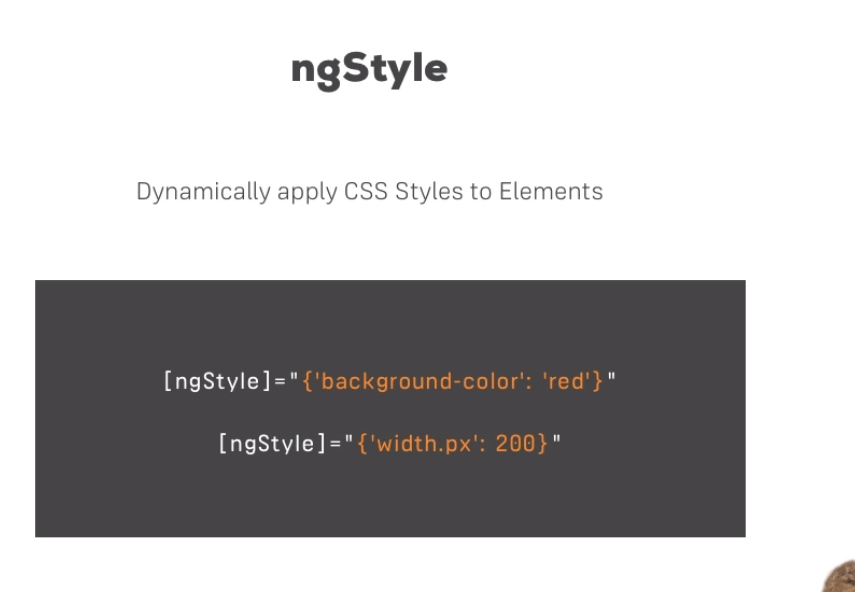 ngStyle
Dynamically apply CSS Styles to Elements
[ngStyle]="{'background-color': 'red'}"
[ngStyle]="{'width.px': 200}"